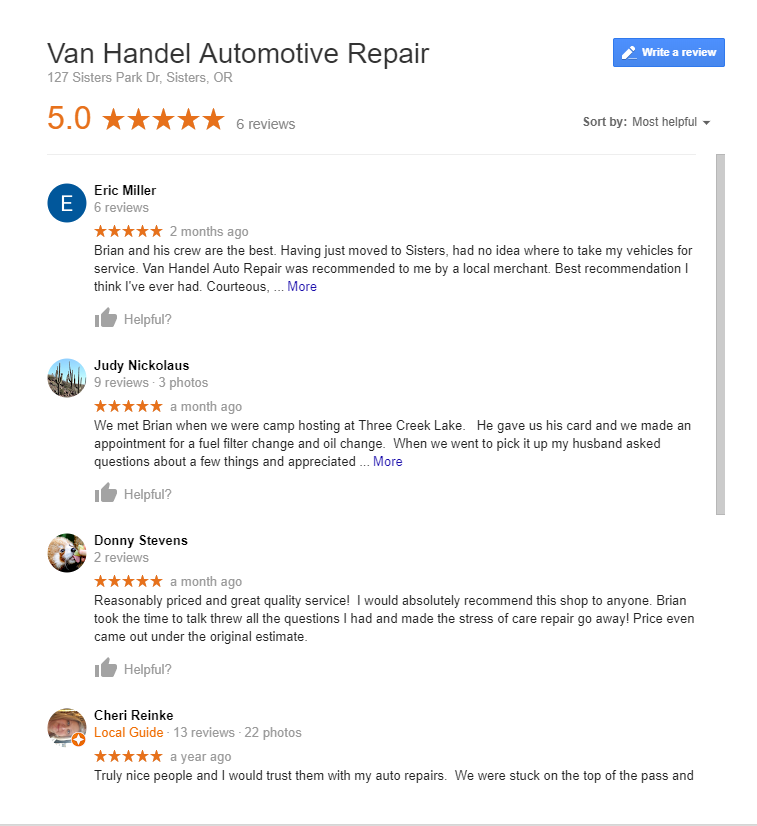 Van Handel Automotive Repair
Write a review
127 Sisters Park Dr, Sisters, OR
5.0
6 reviews
Sort by: Most helpful
E
Eric Miller
6 reviews
2 months ago
Brian and his crew are the best. Having just moved to Sisters, had no idea where to take my vehicles for
service. Van Handel Auto Repair was recommended to me by a local merchant. Best recommendation I
think I've ever had. Courteous, ... More
Helpful?
Judy Nickolaus
9 reviews · 3 photos
a month ago
We met Brian when we were camp hosting at Three Creek Lake.   He gave us his card and we made an
appointment for a fuel filter change and oil change.  When we went to pick it up my husband asked
questions about a few things and appreciated ... More
Helpful?
Donny Stevens
2 reviews
a month ago
Reasonably priced and great quality service!  I would absolutely recommend this shop to anyone. Brian
took the time to talk threw all the questions I had and made the stress of care repair go away! Price even
came out under the original estimate.
Helpful?
Cheri Reinke
Local Guide · 13 reviews · 22 photos
a year ago
Truly nice people and I would trust them with my auto repairs.  We were stuck on the top of the pass and